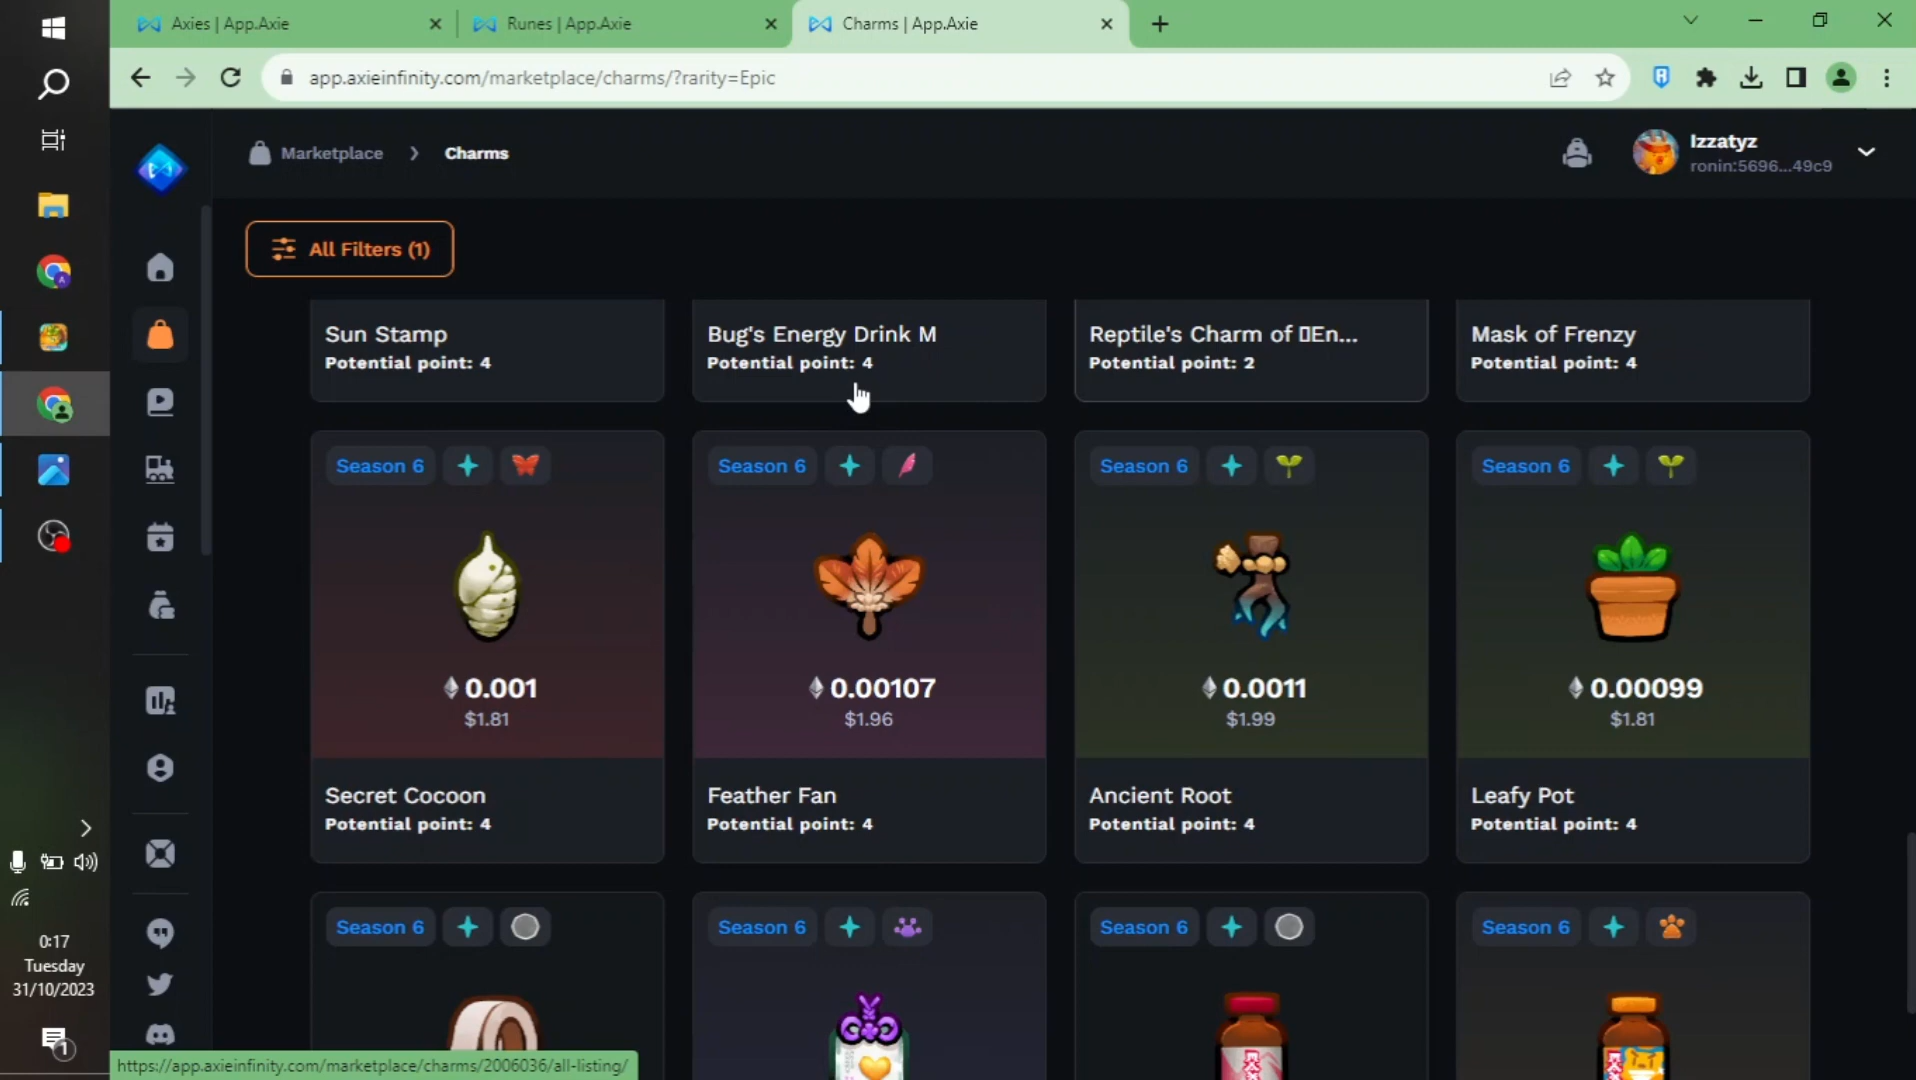 Axies | App.Axie
Runes | App.Axie
Charms | App.Axie
app.axieinfinity.com/marketplace/charms/?rarity=Epic
Marketplace
Charms
Izzatyz
ronin:5696...49c9
All Filters (1)
Sun Stamp
Potential point: 4
Bug's Energy Drink M
Potential point: 4
Reptile's Charm of En...
Potential point: 2
Mask of Frenzy
Potential point: 4
Season 6
0.001
$1.81
Secret Cocoon
Potential point: 4
Season 6
0.00107
$1.96
Feather Fan
Potential point: 4
Season 6
0.0011
$1.99
Ancient Root
Potential point: 4
Season 6
0.00099
$1.81
Leafy Pot
Potential point: 4
Season 6
Season 6
Season 6
Season 6
0:17
Tuesday
31/10/2023
1
https://app.axieinfinity.com/marketplace/charms/2006036/all-listing/